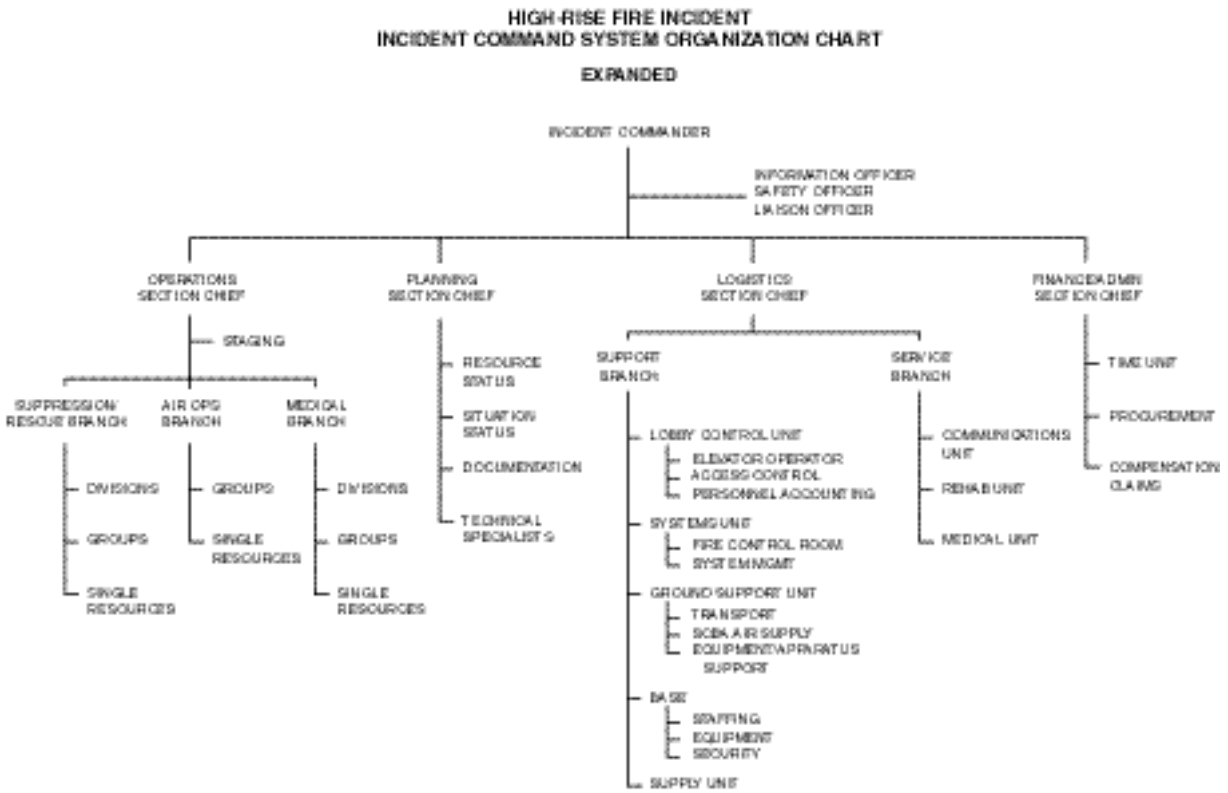 HIGH-RISE FIRE INCIDENT
INCIDENT COMMAND SYSTEM ORGANIZATION CHART
EXPANDED
INCIDENT COMMANDER
INFORMATION OFFICER
SAFETY OFFICER
LIAISON OFFICER
OPERATIONS
SECTION CHIEF
PLANNING
SECTION CHIEF
LOGISTICS
SECTION CHIEF
FINANCE/ADMIN
SECTION CHIEF
STAGING
SUPPRESSION/
RESCUE BRANCH
AIR OPS
BRANCH
MEDICAL
BRANCH
DIVISIONS
GROUPS
SINGLE
RESOURCES
GROUPS
SINGLE
RESOURCES
DIVISIONS
GROUPS
SINGLE
RESOURCES
RESOURCE
STATUS
SITUATION
STATUS
DOCUMENTATION
TECHNICAL
SPECIALISTS
SUPPORT
BRANCH
LOBBY CONTROL UNIT
ELEVATOR OPERATOR
ACCESS CONTROL
PERSONNEL ACCOUNTING
SYSTEMS UNIT
FIRE CONTROL ROOM
SYSTEM MGMT
GROUND SUPPORT UNIT
TRANSPORT
SCBA AIR SUPPLY
EQUIPMENT/APPARATUS
SUPPORT
BASE
STAFFING
EQUIPMENT
SECURITY
SUPPLY UNIT
SERVICE
BRANCH
COMMUNICATIONS
UNIT
REHAB UNIT
MEDICAL UNIT
TIME UNIT
PROCUREMENT
COMPENSATION
CLAIMS